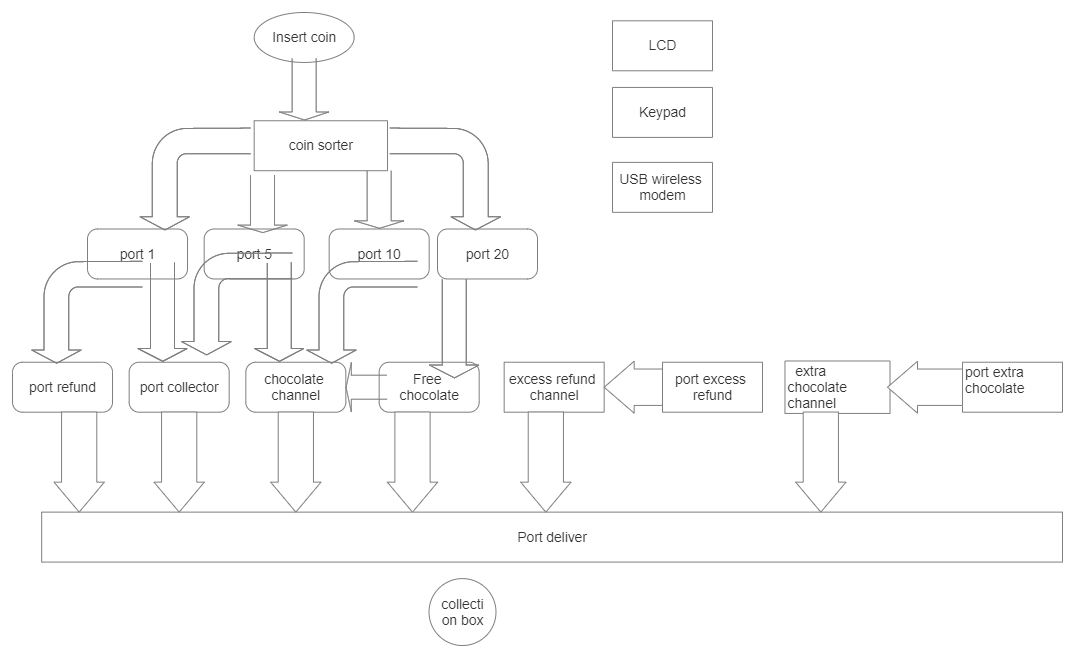 Insert coin
LCD
Keypad
coin sorter
USB wireless
modem
port 1
port 5
port 10
port 20
port refund
port collector
chocolate
channel
Free
chocolate
excess refund
channel
port excess
refund
extra
chocolate
channel
port extra
chocolate
Port deliver
collecti
on box